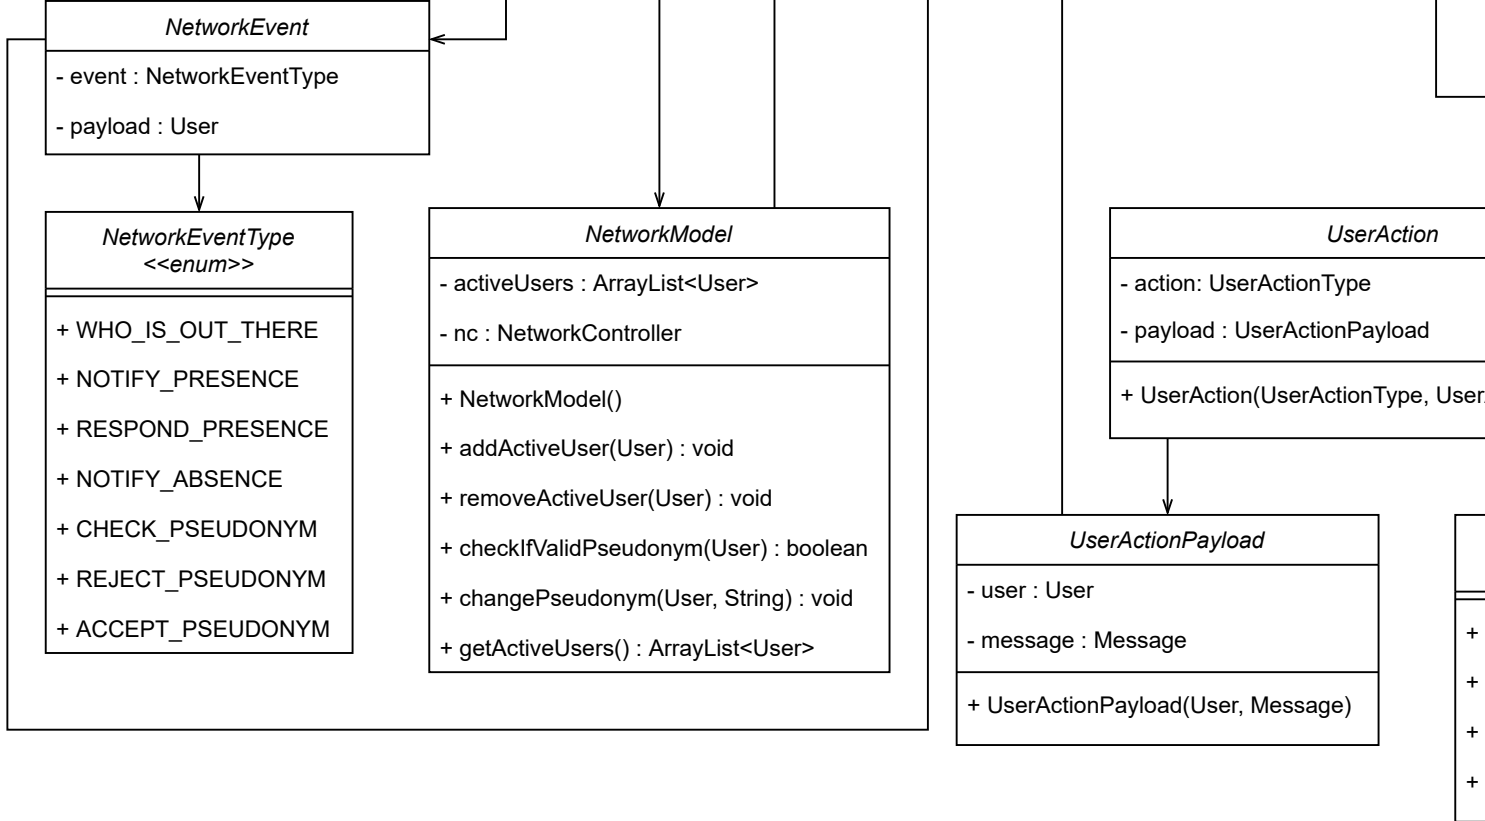 NetworkEvent
- event : NetworkEventType
- payload : User
NetworkEventType
<<enum>>
+ WHO_IS_OUT_THERE
+ NOTIFY_PRESENCE
+ RESPOND_PRESENCE
+ NOTIFY_ABSENCE
+ CHECK_PSEUDONYM
+ REJECT_PSEUDONYM
+ ACCEPT_PSEUDONYM
NetworkModel
- activeUsers : ArrayList<User>
- nc : NetworkController
+ NetworkModel()
+ addActiveUser(User) : void
+ removeActiveUser(User) : void
+ checkIfValidPseudonym(User) : boolean
+ changePseudonym(User, String) : void
+ getActiveUsers() : ArrayList<User>
UserAction
- action: UserActionType
- payload : UserActionPayload
+ UserAction(UserActionType, User
UserActionPayload
- user : User
- message : Message
+ UserActionPayload(User, Message)
+
+
+
+